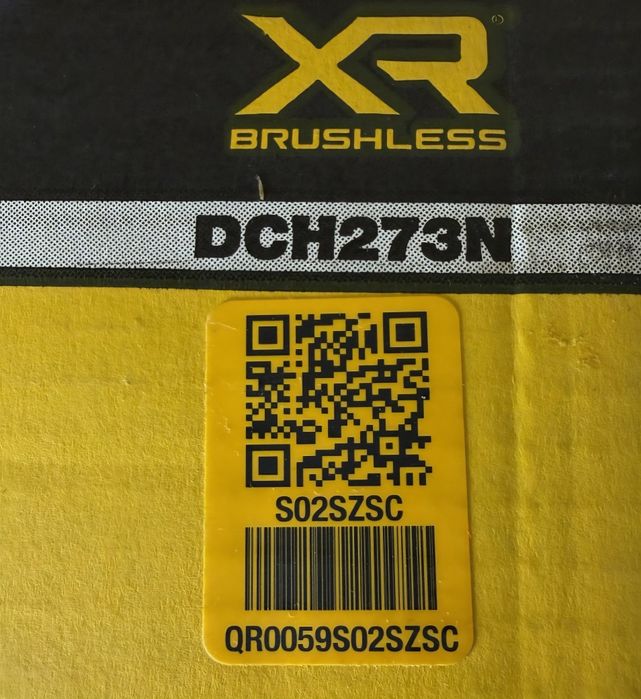 XR®
BRUSHLESS
DCH273N
S02SZSC
QR0059S02SZSC